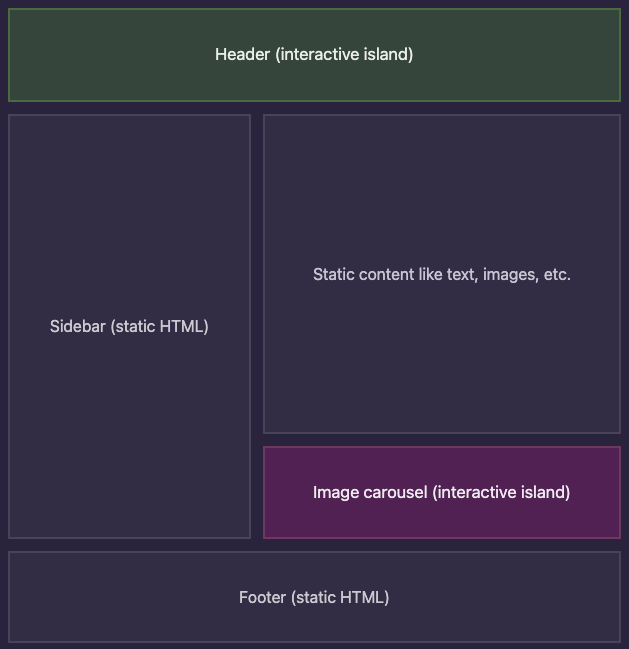 Header (interactive island)
Sidebar (static HTML)
Static content like text, images, etc.
Image carousel (interactive island)
Footer (static HTML)